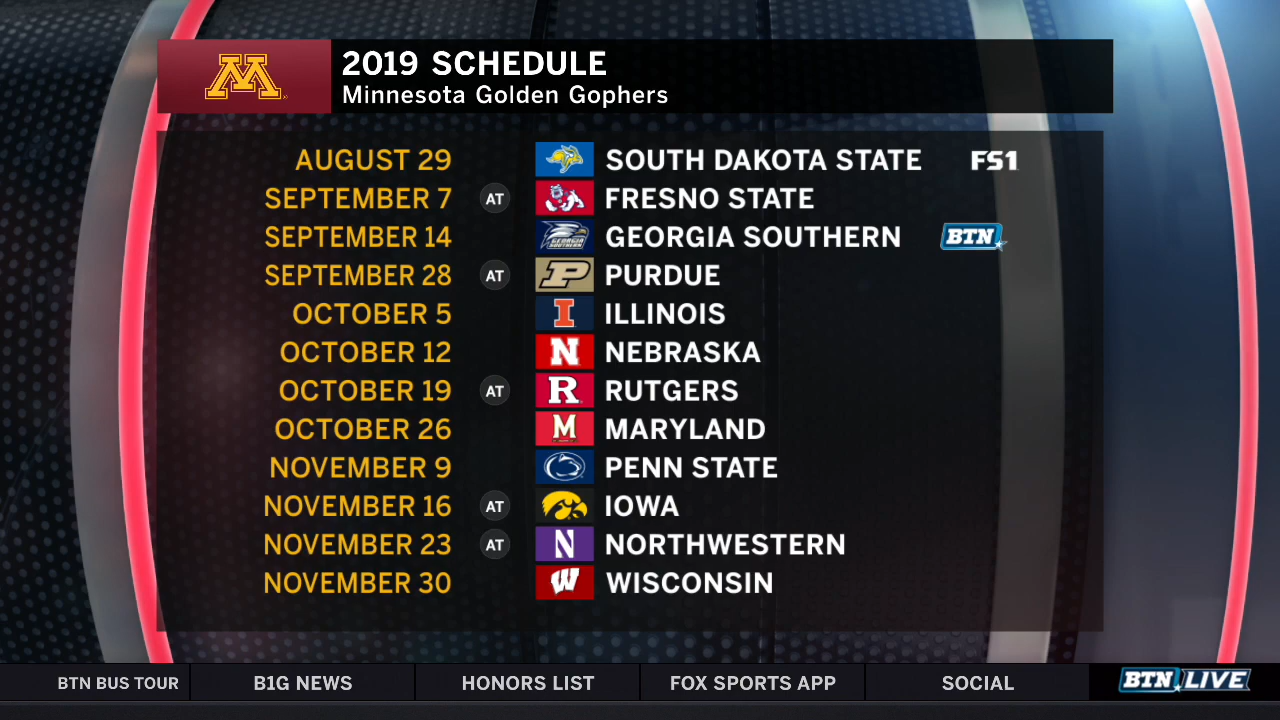 M
2019 SCHEDULE
Minnesota Golden Gophers
AUGUST 29 SOUTH DAKOTA STATE FS1
SEPTEMBER 7 AT FRESNO STATE
SEPTEMBER 14 GEORGIA SOUTHERN GEORGIA SOUTHERN BTN
SEPTEMBER 28 AT P PURDUE
OCTOBER 5 I ILLINOIS
OCTOBER 12 N NEBRASKA
OCTOBER 19 AT R RUTGERS
OCTOBER 26 M MARYLAND
NOVEMBER 9 PENN STATE
NOVEMBER 16 AT IOWA
NOVEMBER 23 AT N NORTHWESTERN
NOVEMBER 30 W WISCONSIN
BTN BUS TOUR B1G NEWS HONORS LIST FOX SPORTS APP SOCIAL BTN LIVE